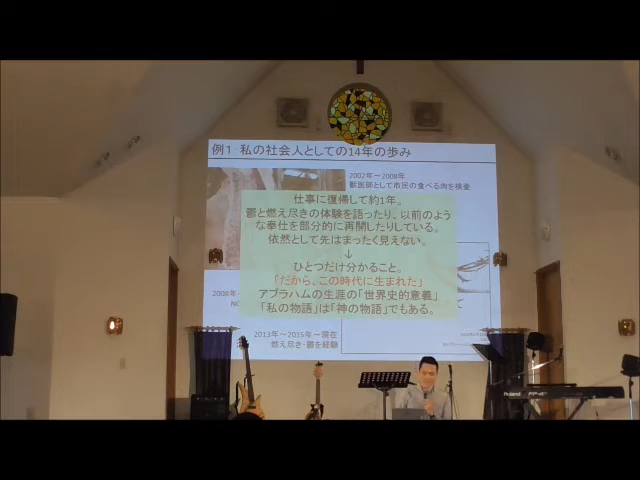 例1:私の社会人としての14年の歩み
2002年~2008年
獣医師として市民の食べる肉を検査
仕事に復帰して約1年。
鬱と燃え尽きの体験を語ったり、以前のよう
な奉仕を部分的に再開したりしている。
依然として先はまったく見えない。
↓
ひとつだけ分かること。
「だから、この時代に生まれた」
アブラハムの生涯の「世界史的意義」
「私の物語」は「神の物語」でもある。
2008年~
て
2013年~2015年~現在
燃え尽き・鬱を経験
Roland